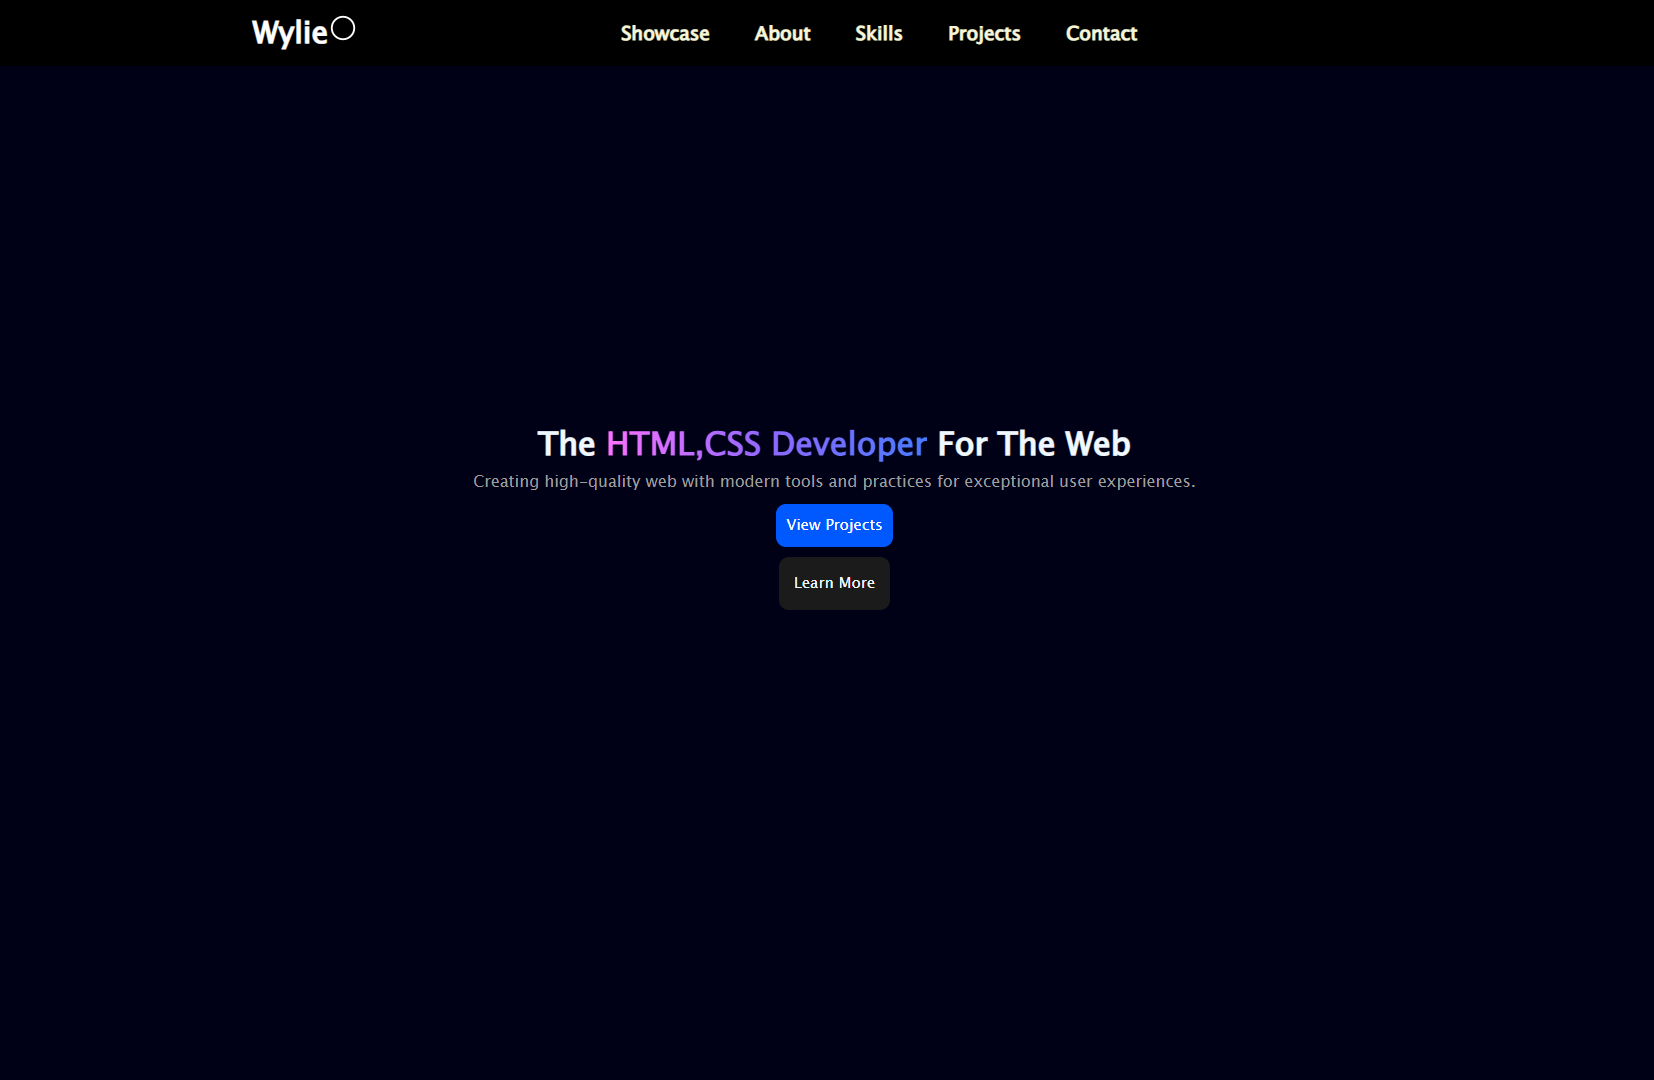 Wylie
Showcase About Skills Projects Contact
The HTML,CSS Developer For The Web
Creating high-quality web with modern tools and practices for exceptional user experiences.
View Projects
Learn More